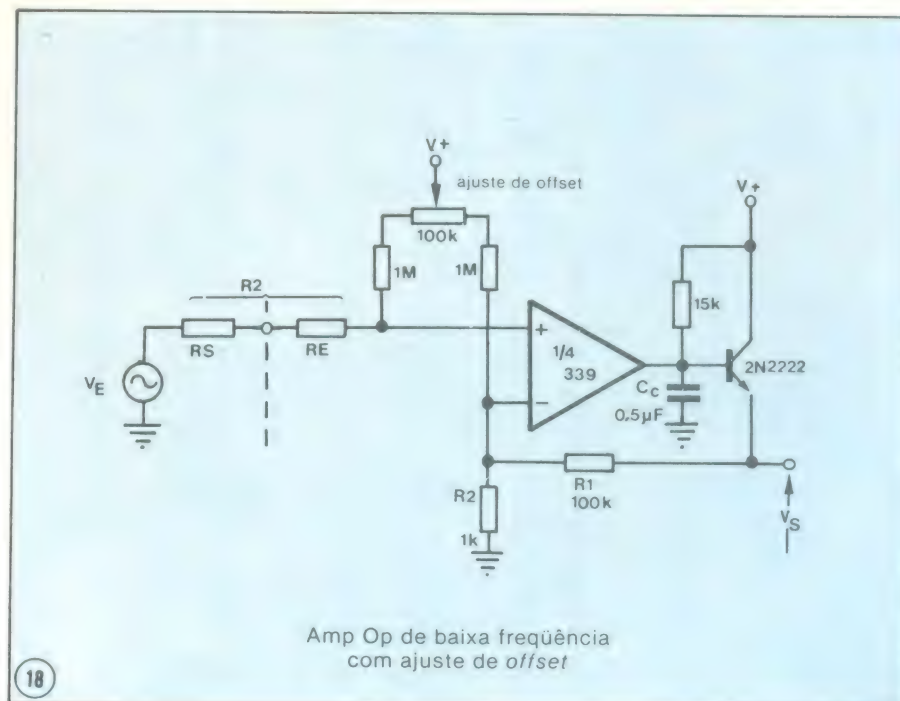 V+
ajuste de offset
100k
V+
1M
1M
R2
15k
RS
RE
+
1/4
339
2N2222
VE
Cc
0,5µF
−
R1
100k
R2
1k
VS
Amp Op de baixa freqüência
com ajuste de offset
18